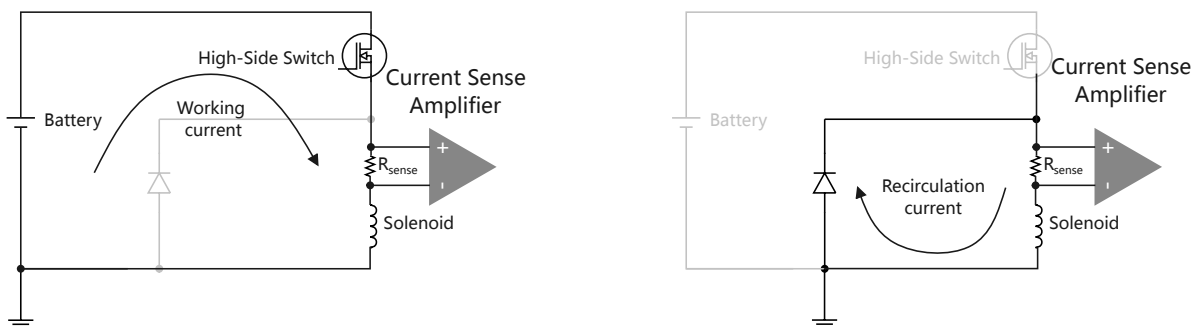 High-Side Switch
Current Sense
Amplifier
Working
current
Battery
+
R sense
-
Solenoid
High-Side Switch
Current Sense
Amplifier
Battery
+
R sense
-
Recirculation
current
Solenoid